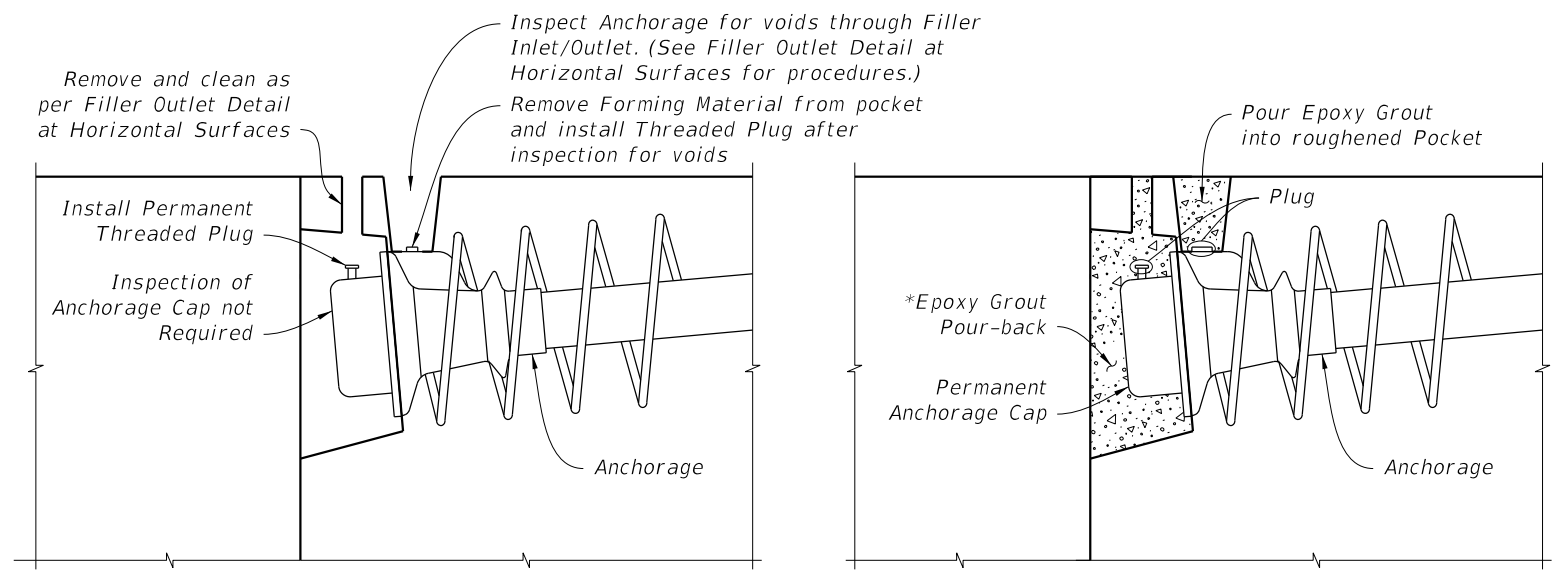 Inspect Anchorage for voids through Filler
Inlet/Outlet. (See Filler Outlet Detail at
Horizontal Surfaces for procedures.)
Remove and clean as
per Filler Outlet Detail
at Horizontal Surfaces
Remove Forming Material from pocket
and install Threaded Plug after
inspection for voids
Install Permanent
Threaded Plug
Inspection of
Anchorage Cap not
Required
Anchorage
Pour Epoxy Grout
into roughened Pocket
Plug
*Epoxy Grout
Pour-back
Permanent
Anchorage Cap
Anchorage